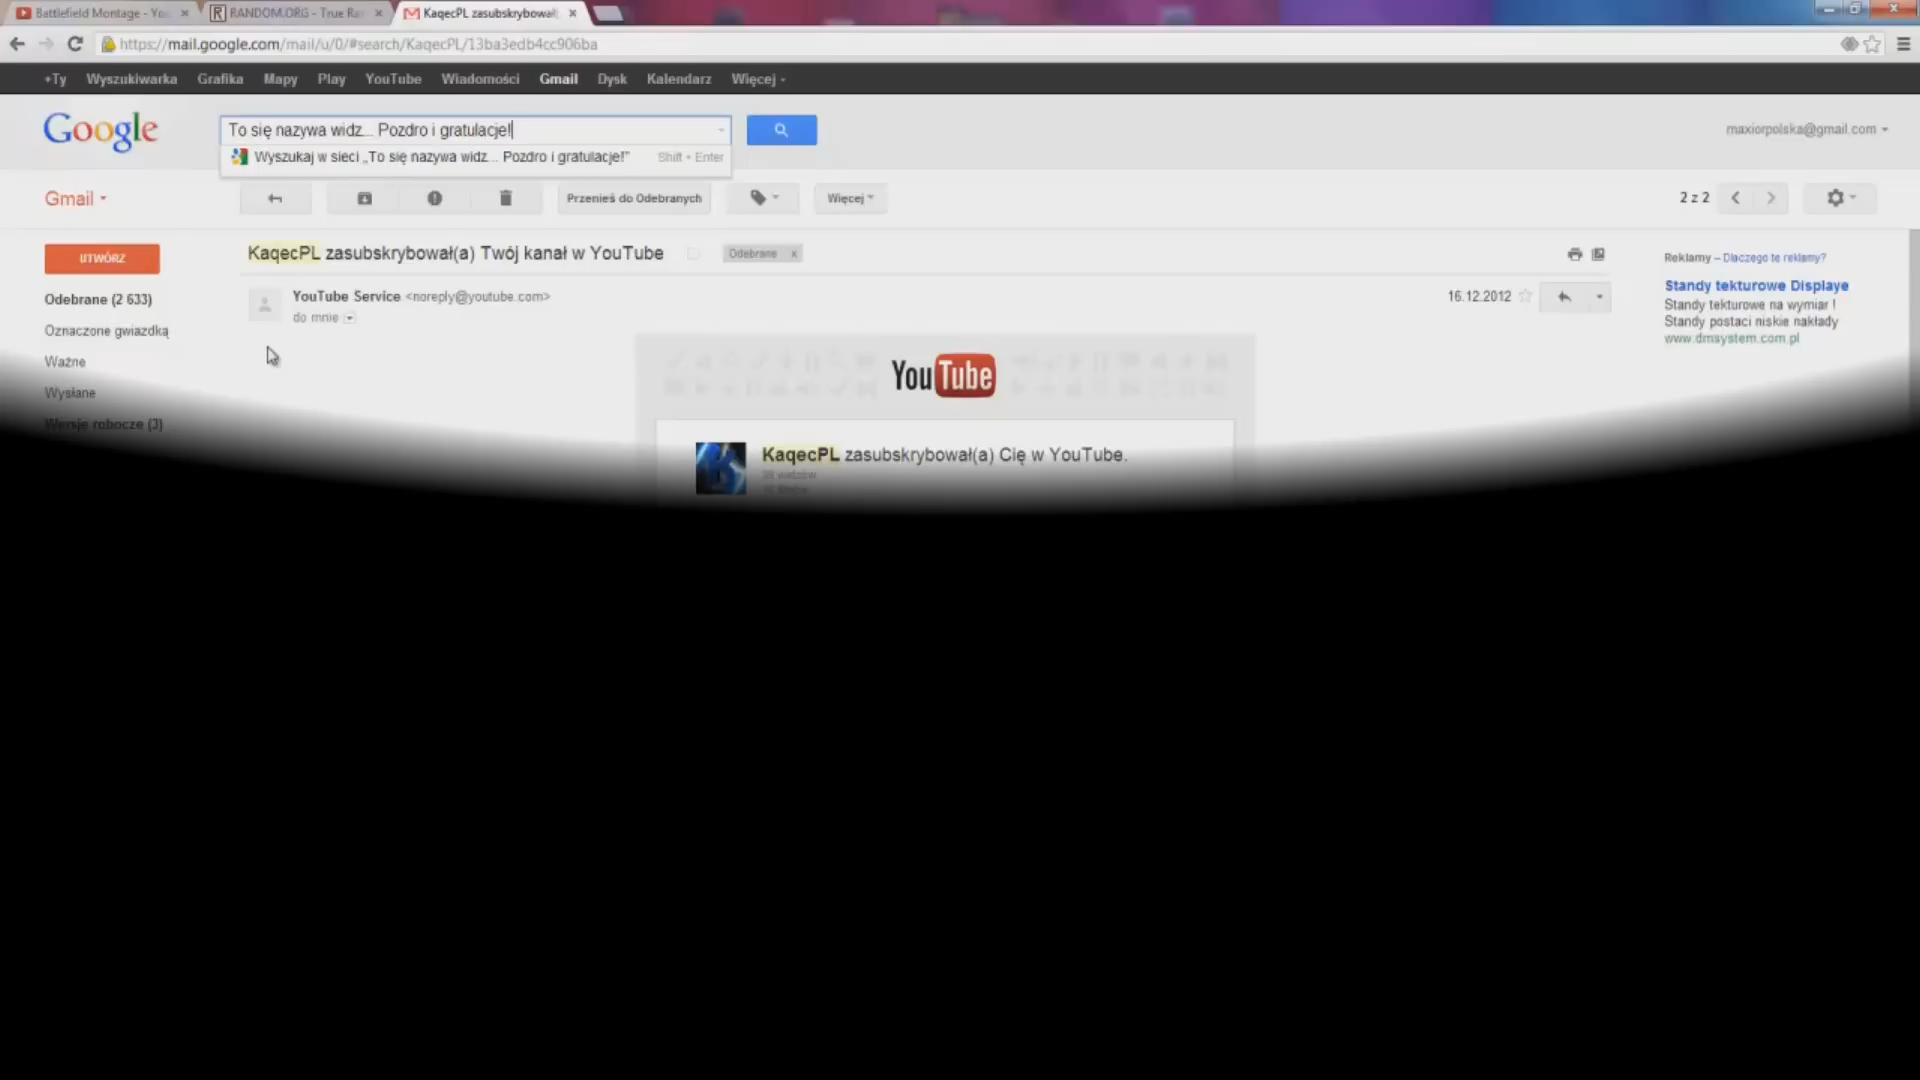 Battlefield Montage - You
RANDOM.ORG - True Ra
KaqecPL zasubskrybował
https://mail.google.com/mail/u/0/#search/KaqecPL/13ba3edb4cc906ba
+Ty Wyszukiwarka Grafika Mapy Play YouTube Wiadomości Gmail Dysk Kalendarz Więcej
Google
To się nazywa widz... Pozdro i gratulacje!
maxiorpolska@gmail.com
Wyszukaj w sieci „To się nazywa widz... Pozdro i gratulacje!” Shift + Enter
Gmail
Przenieś do Odebranych
Więcej
2 z 2
UTWÓRZ
KaqecPL zasubskrybował(a) Twój kanał w YouTube
Odebrane x
Reklamy – Dlaczego te reklamy?
Odebrane (2 633)
YouTube Service <noreply@youtube.com>
16.12.2012
do mnie
Standy tekturowe Displaye
Standy tekturowe na wymiar !
Standy postaci niskie nakłady
www.dmsystem.com.pl
Oznaczone gwiazdką
Ważne
Wysłane
Wersje robocze (3)
YouTube
KaqecPL zasubskrybował(a) Cię w YouTube.